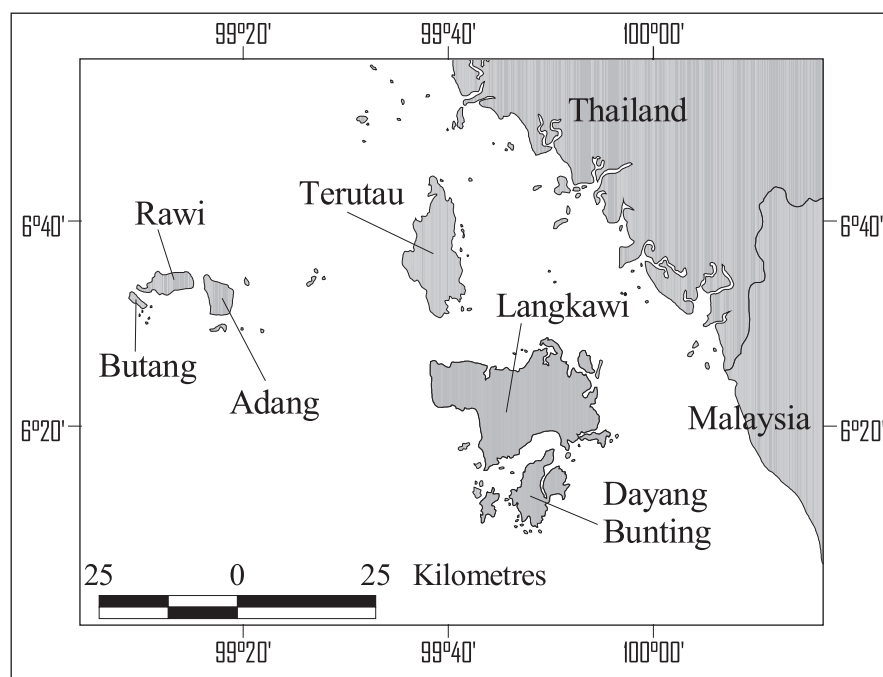 99º20'
99º40'
100º00'
Thailand
Terutau
Rawi
6º40'
6º40'
Langkawi
Butang
Adang
Malaysia
6º20'
6º20'
Dayang
Bunting
25 0 25 Kilometres
99º20'
99º40'
100º00'